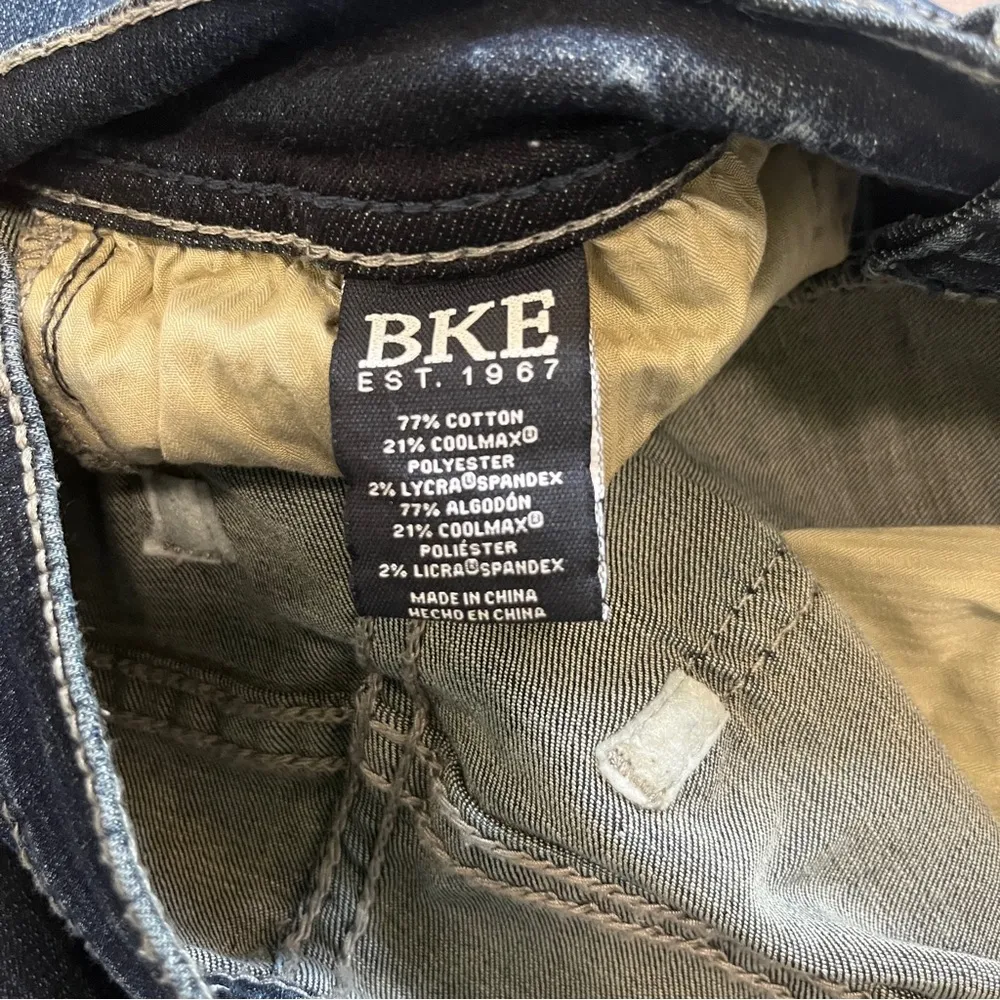 BKE
EST. 1967
77% COTTON
21% COOLMAX®
POLYESTER
2% LYCRA® SPANDEX
77% ALGODÓN
21% COOLMAX®
POLIÉSTER
2% LICRA® SPANDEX
MADE IN CHINA
HECHO EN CHINA